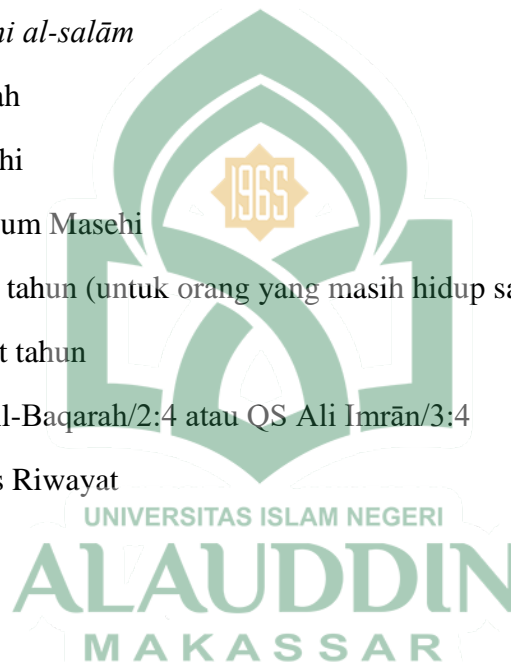 ni al-salām
ah
hi
um Masehi
1965
tahun (untuk orang yang masih hidup sa
t tahun
l-Baqarah/2:4 atau QS Ali Imrān/3:4
s Riwayat
UNIVERSITAS ISLAM NEGERI
ALAUDDIN
MAKASSAR